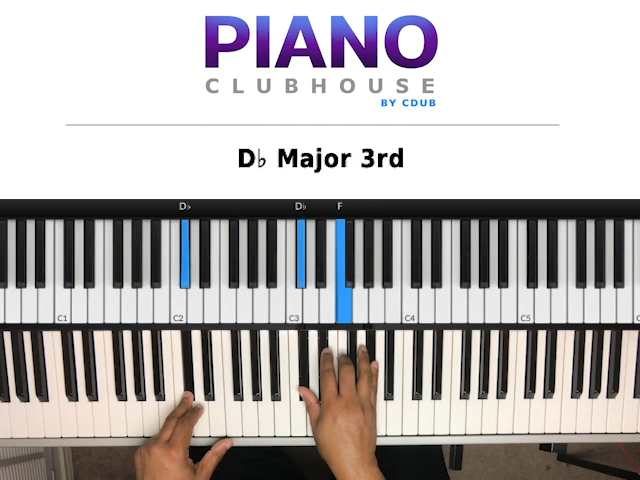 PIANO
CLUBHOUSE
BY CDUB
D♭ Major 3rd
D♭ D♭ F
C1 C2 C3 C4 C5